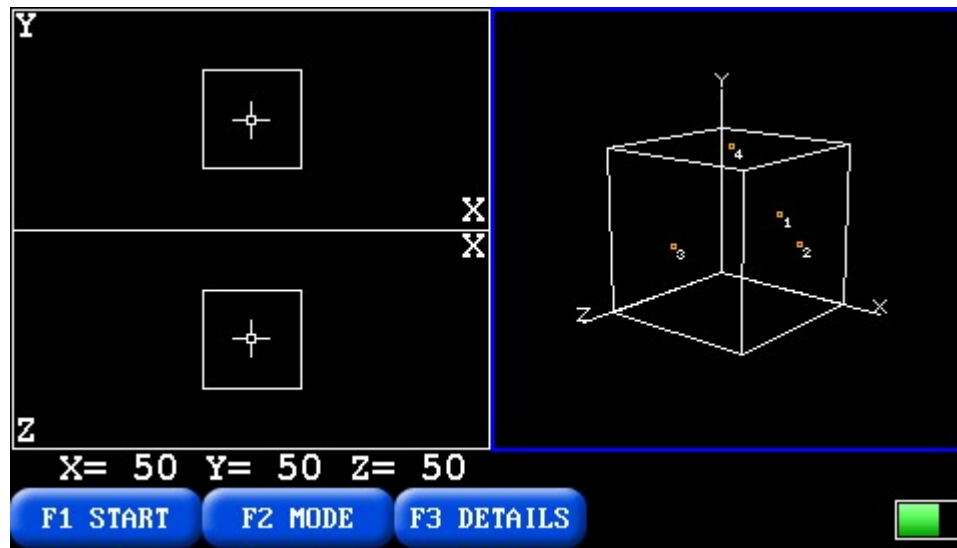 Y
X
X
Z
Y
4
1
2
3
Z
X
X= 50 Y= 50 Z= 50
F1 START
F2 MODE
F3 DETAILS